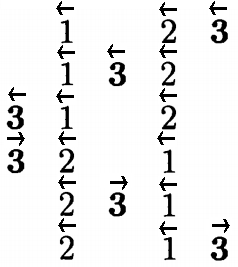 ←1 ←2 ←3
←1 ←3 ←2
←3 ←1 ←2
→3 ←2 ←1
←2 →3 ←1
←2 ←1 →3